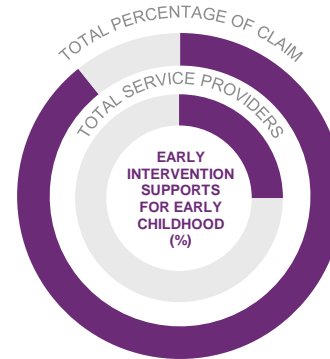 TOTAL PERCENTAGE OF CLAIM
TOTAL SERVICE PROVIDERS
EARLY
INTERVENTION
SUPPORTS
FOR EARLY
CHILDHOOD
(%)